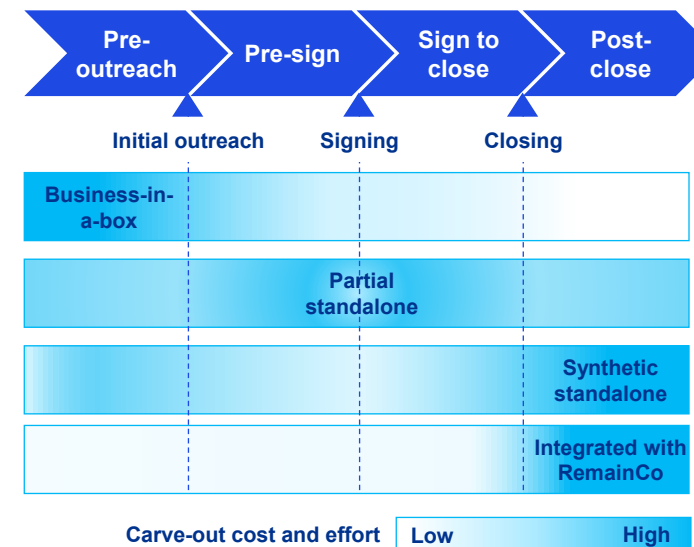 Pre-
outreach
Pre-sign
Sign to
close
Post-
close
Initial outreach
Signing
Closing
Business-in-
a-box
Partial
standalone
Synthetic
standalone
Integrated with
RemainCo
Carve-out cost and effort
Low
High